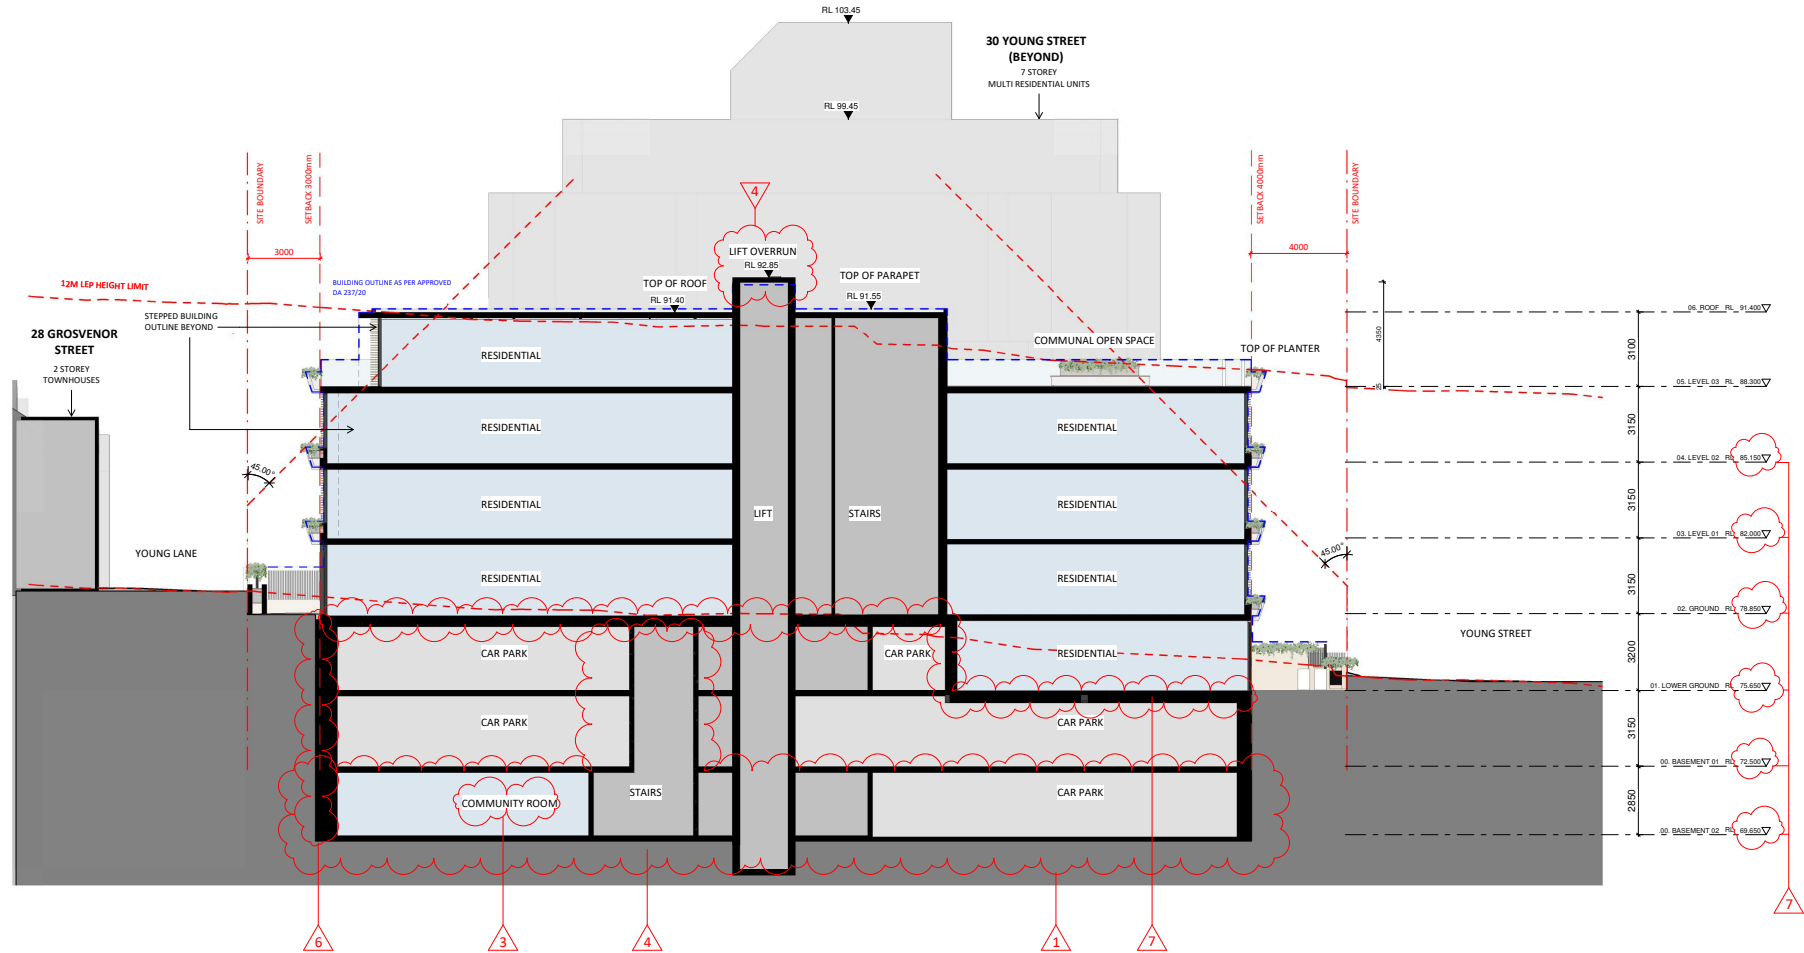 RL 103.45
30 YOUNG STREET
(BEYOND)
7 STOREY
MULTI RESIDENTIAL UNITS
RL 99.45
SITE BOUNDARY
SETBACK 3000mm
4
SETBACK 4000mm
SITE BOUNDARY
3000
4000
LIFT OVERRUN
RL 92.85
12M LEP HEIGHT LIMIT
BUILDING OUTLINE AS PER APPROVED
DA 237/20
TOP OF ROOF
RL 91.40
TOP OF PARAPET
RL 91.55
STEPPED BUILDING
OUTLINE BEYOND
28 GROSVENOR
STREET
2 STOREY
TOWNHOUSES
COMMUNAL OPEN SPACE
TOP OF PLANTER
4350
25
06. ROOF RL 91.400
3100
05. LEVEL 03 RL 88.300
3150
04. LEVEL 02 RL 85.150
3150
03. LEVEL 01 RL 82.000
3150
02. GROUND RL 78.850
3200
01. LOWER GROUND RL 75.650
3150
00. BASEMENT 01 RL 72.500
2850
00. BASEMENT 02 RL 69.650
RESIDENTIAL
RESIDENTIAL
RESIDENTIAL
45.00°
RESIDENTIAL
LIFT
STAIRS
RESIDENTIAL
YOUNG LANE
45.00°
RESIDENTIAL
RESIDENTIAL
YOUNG STREET
CAR PARK
CAR PARK
RESIDENTIAL
CAR PARK
CAR PARK
COMMUNITY ROOM
STAIRS
CAR PARK
6
3
4
1
7
7